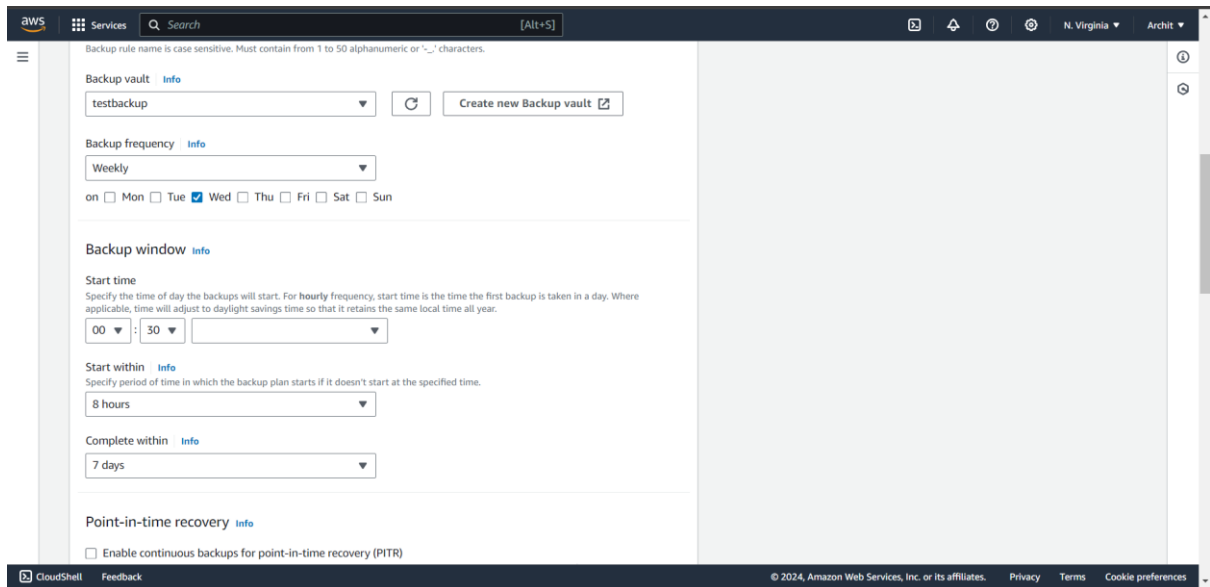 aws Services Search [Alt+S] N. Virginia Archit
Backup rule name is case sensitive. Must contain from 1 to 50 alphanumeric or '-_.' characters.
Backup vault Info
testbackup Create new Backup vault
Backup frequency Info
Weekly
on Mon Tue Wed Thu Fri Sat Sun
Backup window Info
Start time
Specify the time of day the backups will start. For hourly frequency, start time is the time the first backup is taken in a day. Where
applicable, time will adjust to daylight savings time so that it retains the same local time all year.
00 : 30
Start within Info
Specify period of time in which the backup plan starts if it doesn't start at the specified time.
8 hours
Complete within Info
7 days
Point-in-time recovery Info
Enable continuous backups for point-in-time recovery (PITR)
CloudShell Feedback © 2024, Amazon Web Services, Inc. or its affiliates. Privacy Terms Cookie preferences